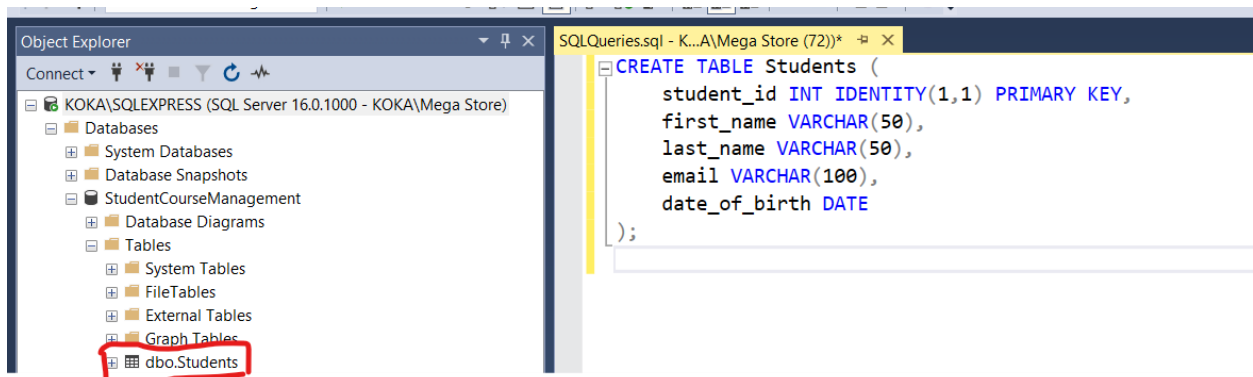 Object Explorer
Connect
KOKA\SQLEXPRESS (SQL Server 16.0.1000 - KOKA\Mega Store)
Databases
System Databases
Database Snapshots
StudentCourseManagement
Database Diagrams
Tables
System Tables
FileTables
External Tables
Graph Tables
dbo.Students
SQLQueries.sql - K...A\Mega Store (72))*
CREATE TABLE Students (
student_id INT IDENTITY(1,1) PRIMARY KEY,
first_name VARCHAR(50),
last_name VARCHAR(50),
email VARCHAR(100),
date_of_birth DATE
);